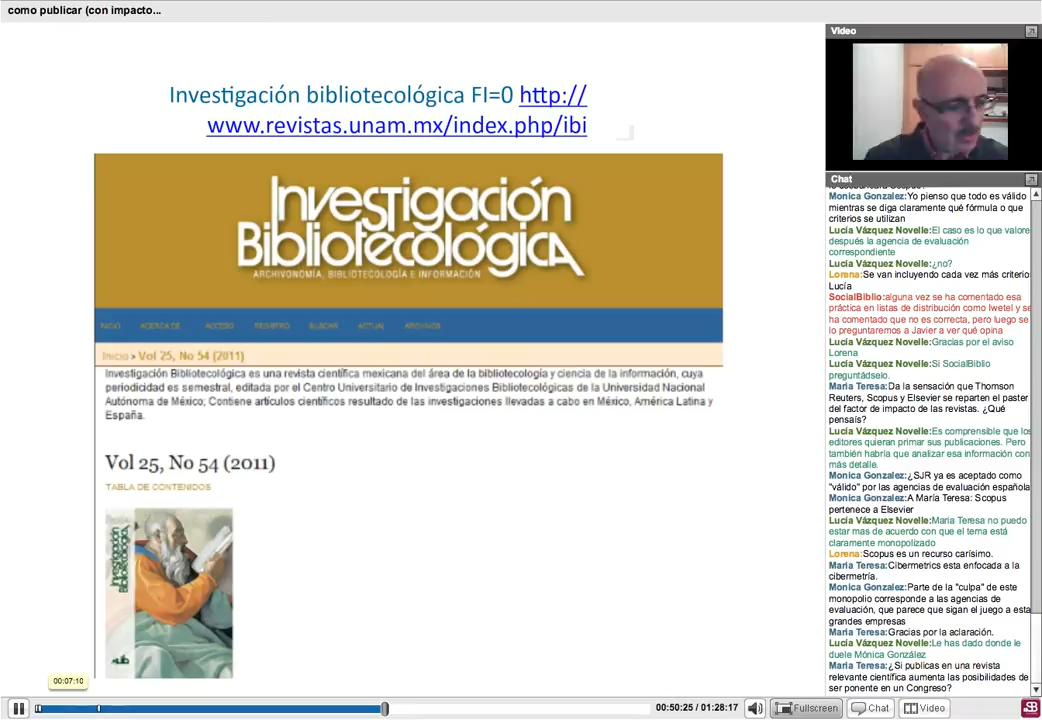 como publicar (con impacto...
Investigación bibliotecológica FI=0 http://
www.revistas.unam.mx/index.php/ibi
Investigación
Bibliotecológica
ARCHIVONOMÍA, BIBLIOTECOLOGÍA E INFORMACIÓN
INICIO ACERCA DE ACCESO REGISTRO BUSCAR ACTUAL ARCHIVOS
Inicio > Vol 25, No 54 (2011)
Investigación Bibliotecológica es una revista científica mexicana del área de la bibliotecología y ciencia de la información, cuya
periodicidad es semestral, editada por el Centro Universitario de Investigaciones Bibliotecológicas de la Universidad Nacional
Autónoma de México; Contiene artículos científicos resultado de las investigaciones llevadas a cabo en México, América Latina y
España.
Vol 25, No 54 (2011)
TABLA DE CONTENIDOS
Video
Chat
Monica Gonzalez:Yo pienso que todo es válido
mientras se diga claramente qué fórmula o que
criterios se utilizan
Lucía Vázquez Novelle:El caso es lo que valore
después la agencia de evaluación
correspondiente
Lucía Vázquez Novelle:¿no?
Lorena:Se van incluyendo cada vez más criterio
Lucía
SocialBiblio:alguna vez se ha comentado esa
práctica en listas de distribución como Iwetel y se
ha comentado que no es correcta, pero luego se
lo preguntaremos a Javier a ver qué opina
Lucía Vázquez Novelle:Gracias por el aviso
Lorena
Lucía Vázquez Novelle:Si SocialBiblio
preguntádselo.
Maria Teresa:Da la sensación que Thomson
Reuters, Scopus y Elsevier se reparten el paster
del factor de impacto de las revistas. ¿Qué
pensaís?
Lucía Vázquez Novelle:Es comprensible que los
editores quieran primar sus publicaciones. Pero
también habría que analizar esa información con
más detalle.
Monica Gonzalez:¿SJR ya es aceptado como
"válido" por las agencias de evaluación española
Monica Gonzalez:A María Teresa: Scopus
pertenece a Elsevier
Lucía Vázquez Novelle:Maria Teresa no puedo
estar mas de acuerdo con que el tema está
claramente monopolizado
Lorena:Scopus es un recurso carísimo.
Maria Teresa:Cibermetrics esta enfocada a la
cibermetría.
Monica Gonzalez:Parte de la "culpa" de este
monopolio corresponde a las agencias de
evaluación, que parece que sigan el juego a esta
grandes empresas
Maria Teresa:Gracias por la aclaración.
Lucía Vázquez Novelle:Le has dado donde le
duele Mónica González
Maria Teresa:¿Si publicas en una revista
relevante científica aumenta las posibilidades de
ser ponente en un Congreso?
00:07:10
00:50:25 / 01:28:17
Fullscreen
Chat
Video
SB